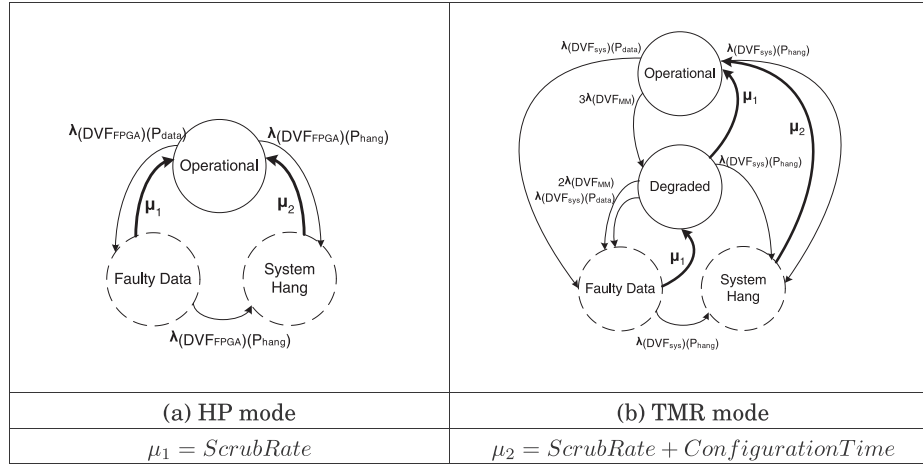 λ(DVFFPGA)(Pdata)
λ(DVFFPGA)(Phang)
Operational
μ1
μ2
Faulty Data
System
Hang
λ(DVFFPGA)(Phang)
λ(DVFsys)(Pdata)
λ(DVFsys)(Phang)
Operational
3λ(DVFMM)
μ1
μ2
λ(DVFsys)(Phang)
2λ(DVFMM)
λ(DVFsys)(Pdata)
Degraded
μ1
Faulty Data
System
Hang
λ(DVFsys)(Phang)
(a) HP mode
(b) TMR mode
μ1 = ScrubRate
μ2 = ScrubRate + ConfigurationTime